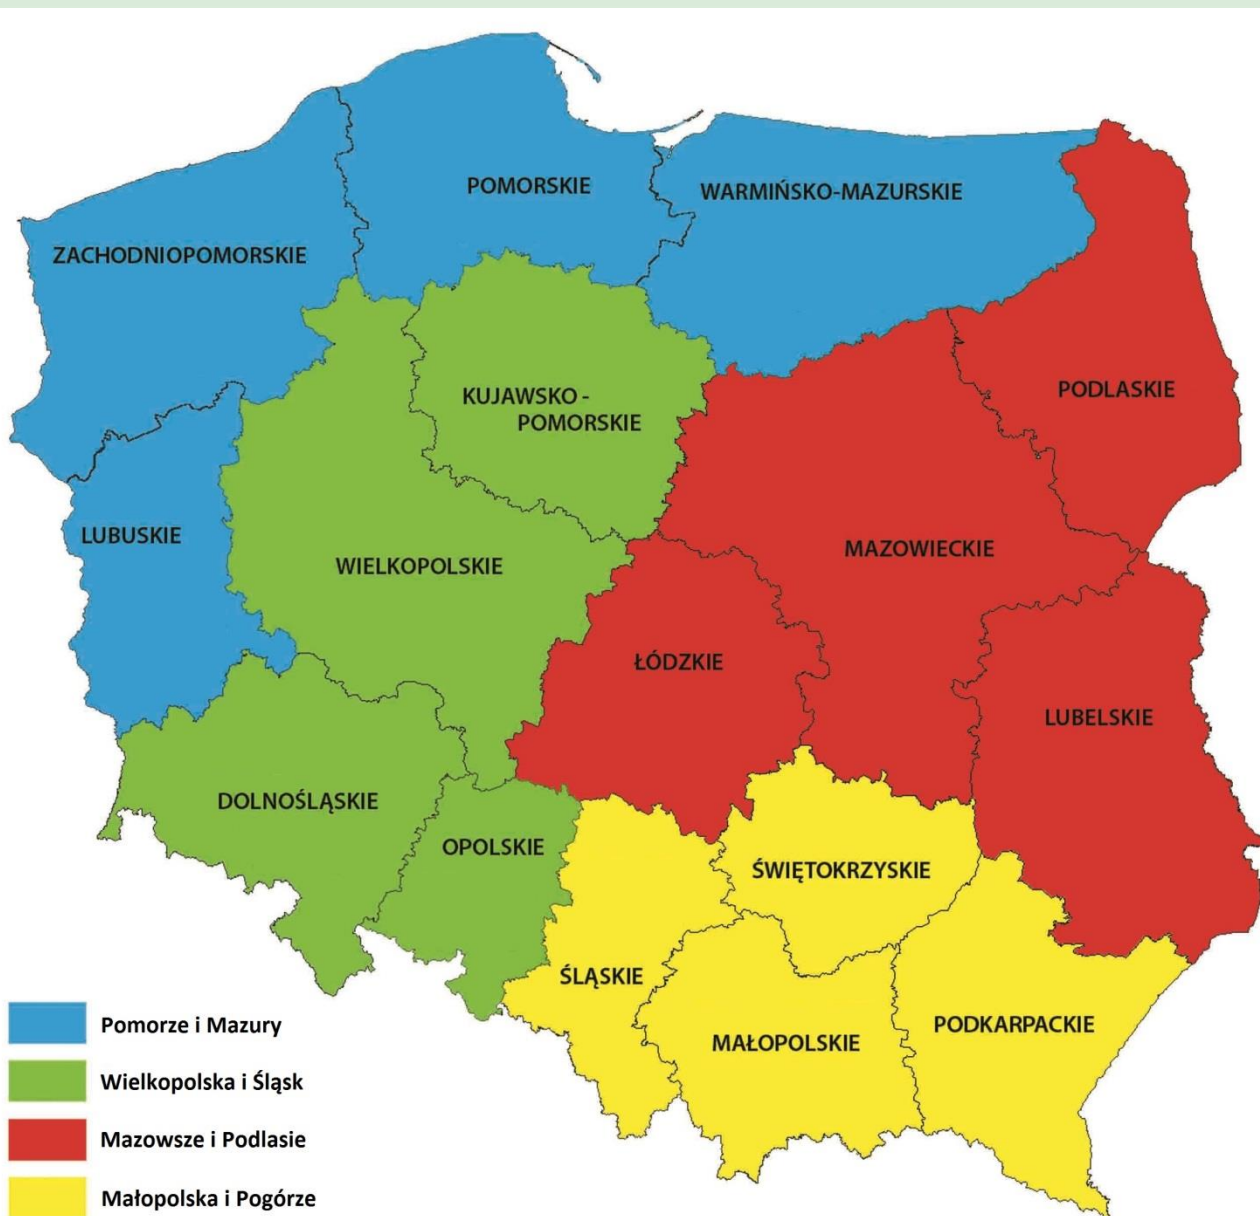 POMORSKIE
WARMIŃSKO-MAZURSKIE
ZACHODNIOPOMORSKIE
PODLASKIE
KUJAWSKO -
POMORSKIE
LUBUSKIE
MAZOWIECKIE
WIELKOPOLSKIE
ŁÓDZKIE
LUBELSKIE
DOLNOŚLĄSKIE
OPOLSKIE
ŚWIĘTOKRZYSKIE
ŚLĄSKIE
PODKARPACKIE
MAŁOPOLSKIE
Pomorze i Mazury
Wielkopolska i Śląsk
Mazowsze i Podlasie
Małopolska i Pogórze